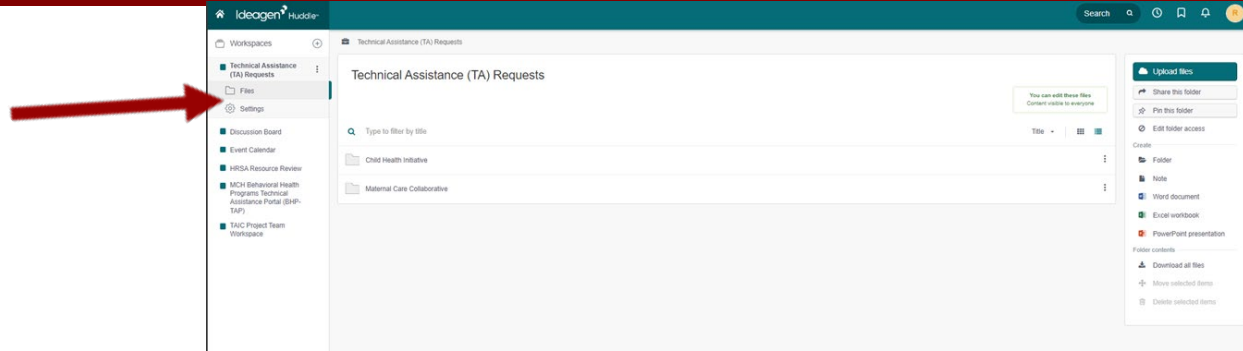 Ideagen Huddle
Search
R
Workspaces
Technical Assistance (TA) Requests
Technical Assistance
(TA) Requests
Files
Settings
Discussion Board
Event Calendar
HRSA Resource Review
MCH Behavioral Health
Programs Technical
Assistance Portal (BHP-
TAP)
TAIC Project Team
Workspace
Technical Assistance (TA) Requests
You can edit these files
Content visible to everyone
Type to filter by title
Title
Child Health Initiative
Maternal Care Collaborative
Upload files
Share this folder
Pin this folder
Edit folder access
Create
Folder
Note
Word document
Excel workbook
PowerPoint presentation
Folder contents
Download all files
Move selected items
Delete selected items